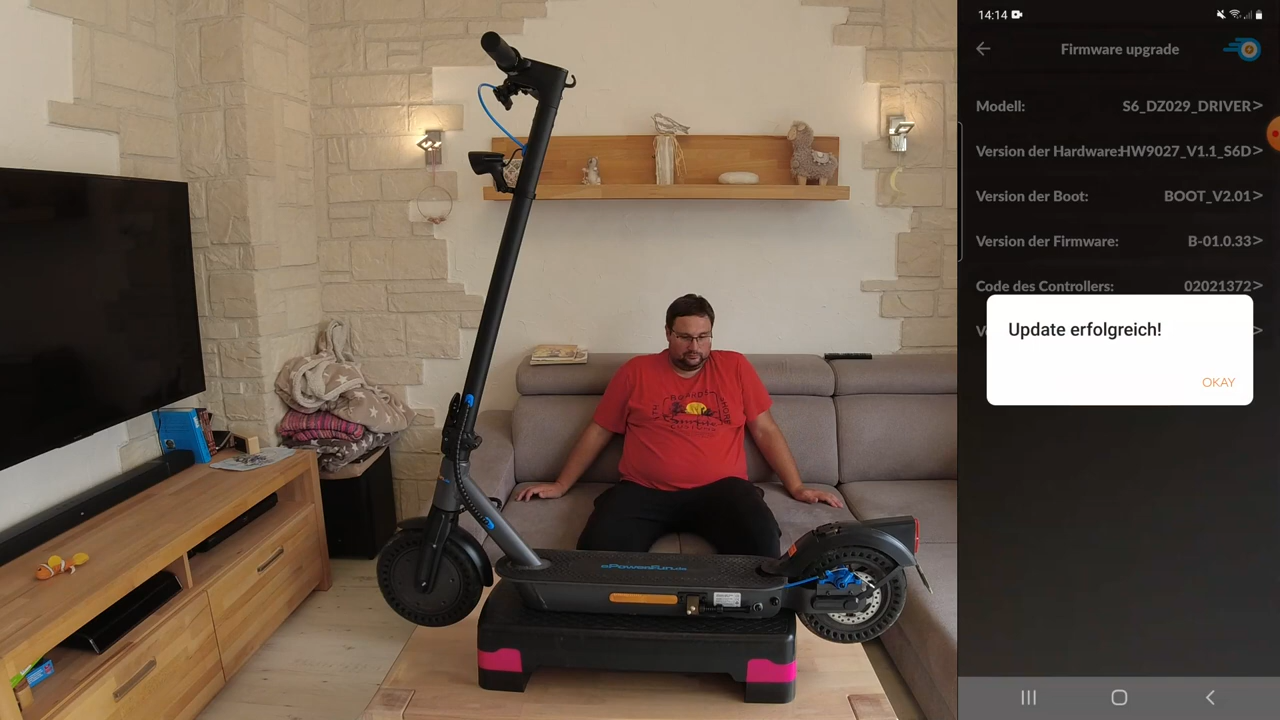 14:14
Firmware upgrade
Modell: S6_DZ029_DRIVER>
Version der Hardware:HW9027_V1.1_S6D>
Version der Boot: BOOT_V2.01>
Version der Firmware: B-01.0.33>
Code des Controllers: 02021372>
Update erfolgreich!
OKAY
ePowerFun.de